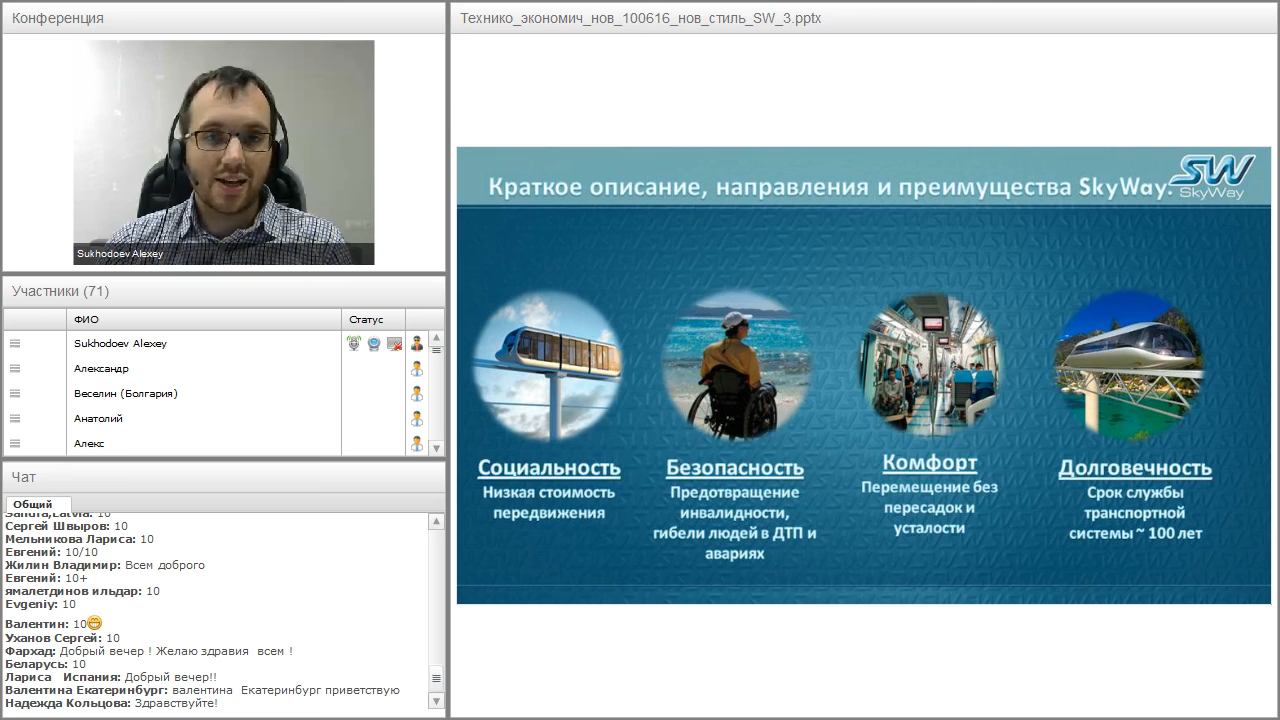 Конференция
Sukhodoev Alexey
Участники (71)
ФИО
Статус
Sukhodoev Alexey
Александр
Веселин (Болгария)
Анатолий
Алекс
Чат
Общий
Sandra,Latvia: 10
Сергей Швыров: 10
Мельникова Лариса: 10
Евгений: 10/10
Жилин Владимир: Всем доброго
Евгений: 10+
ямалетдинов ильдар: 10
Evgeniy: 10
Валентин: 10
Уханов Сергей: 10
Фархад: Добрый вечер ! Желаю здравия всем !
Беларусь: 10
Лариса Испания: Добрый вечер!!
Валентина Екатеринбург: валентина Екатеринбург приветствую
Надежда Кольцова: Здравствуйте!
Технико_экономич_нов_100616_нов_стиль_SW_3.pptx
Краткое описание, направления и преимущества SkyWay.
SW
SkyWay
Социальность
Низкая стоимость
передвижения
Безопасность
Предотвращение
инвалидности,
гибели людей в ДТП и
авариях
Комфорт
Перемещение без
пересадок и
усталости
Долговечность
Срок службы
транспортной
системы ~ 100 лет